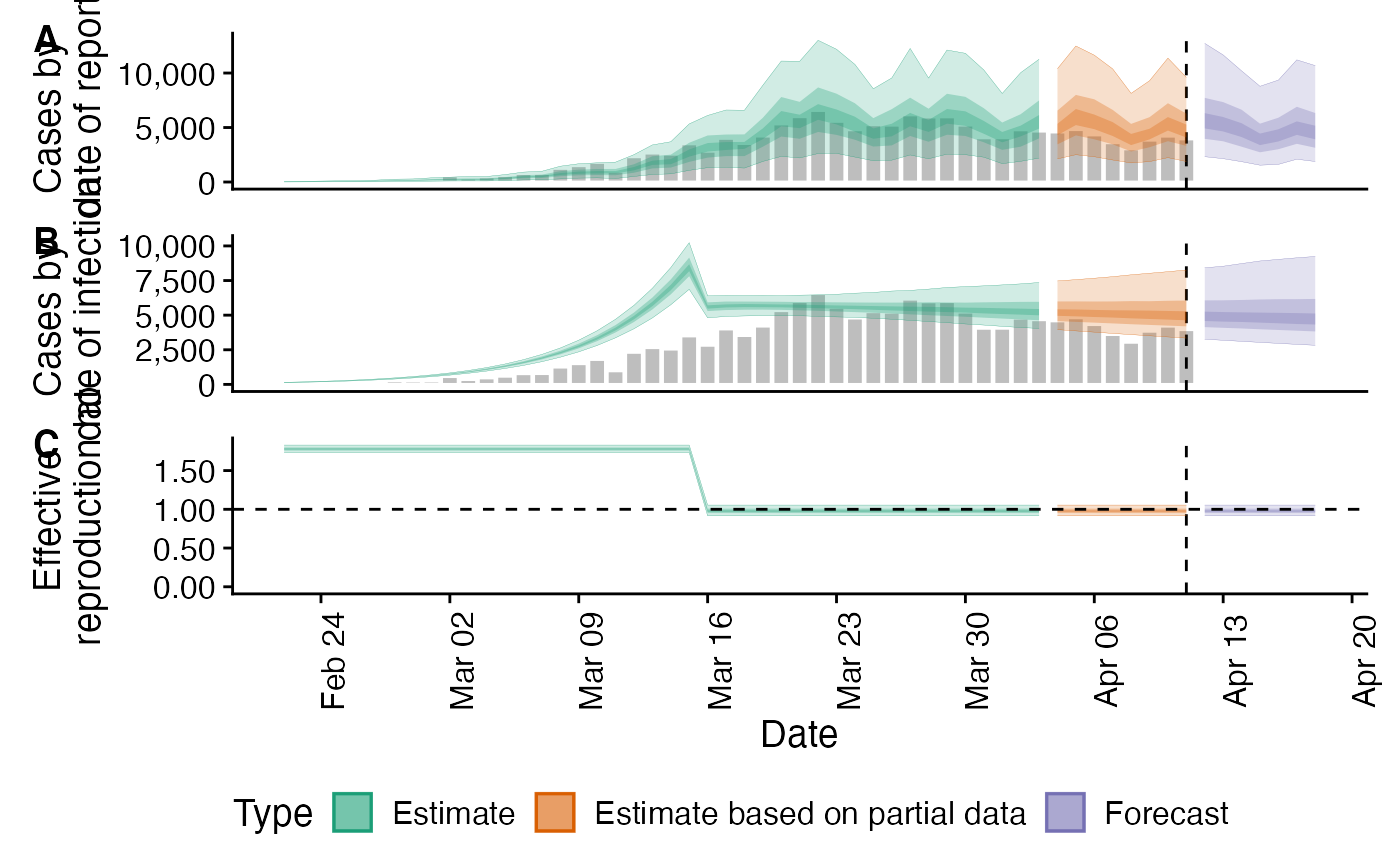 A
Cases by
date of report
10,000
5,000
0
B
Cases by
date of infection
10,000
7,500
5,000
2,500
0
C
Effective
reproduction no.
1.50
1.00
0.50
0.00
Feb 24
Mar 02
Mar 09
Mar 16
Mar 23
Mar 30
Apr 06
Apr 13
Apr 20
Date
Type
Estimate
Estimate based on partial data
Forecast